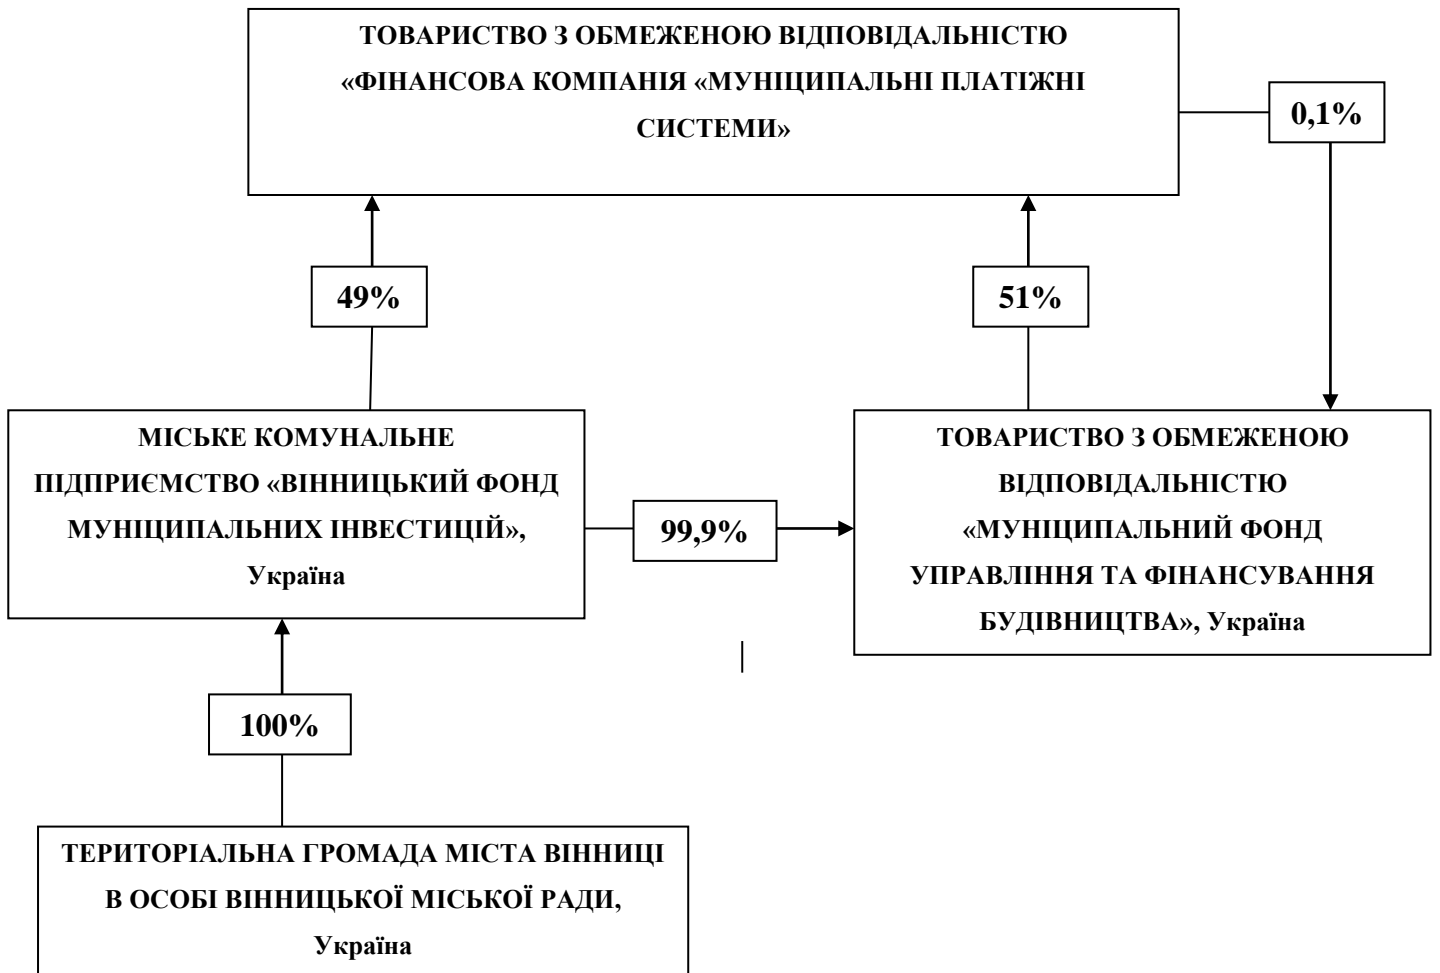 ТОВАРИСТВО З ОБМЕЖЕНОЮ ВІДПОВІДАЛЬНІСТЮ
«ФІНАНСОВА КОМПАНІЯ «МУНІЦИПАЛЬНІ ПЛАТІЖНІ
СИСТЕМИ»
0,1%
49%
51%
МІСЬКЕ КОМУНАЛЬНЕ
ПІДПРИЄМСТВО «ВІННИЦЬКИЙ ФОНД
МУНІЦИПАЛЬНИХ ІНВЕСТИЦІЙ»,
Україна
99,9%
ТОВАРИСТВО З ОБМЕЖЕНОЮ
ВІДПОВІДАЛЬНІСТЮ
«МУНІЦИПАЛЬНИЙ ФОНД
УПРАВЛІННЯ ТА ФІНАНСУВАННЯ
БУДІВНИЦТВА», Україна
100%
ТЕРИТОРІАЛЬНА ГРОМАДА МІСТА ВІННИЦІ
В ОСОБІ ВІННИЦЬКОЇ МІСЬКОЇ РАДИ,
Україна